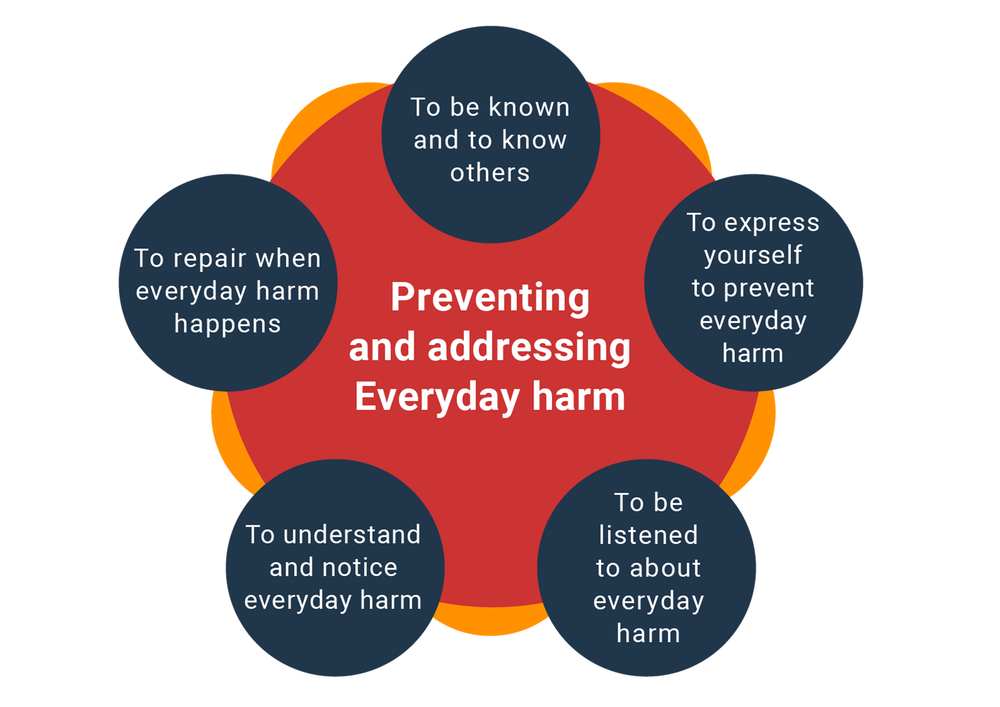 To be known
and to know
others
To express
yourself
to prevent
everyday
harm
To repair when
everyday harm
happens
Preventing
and addressing
Everyday harm
To be
listened
to about
everyday
harm
To understand
and notice
everyday harm